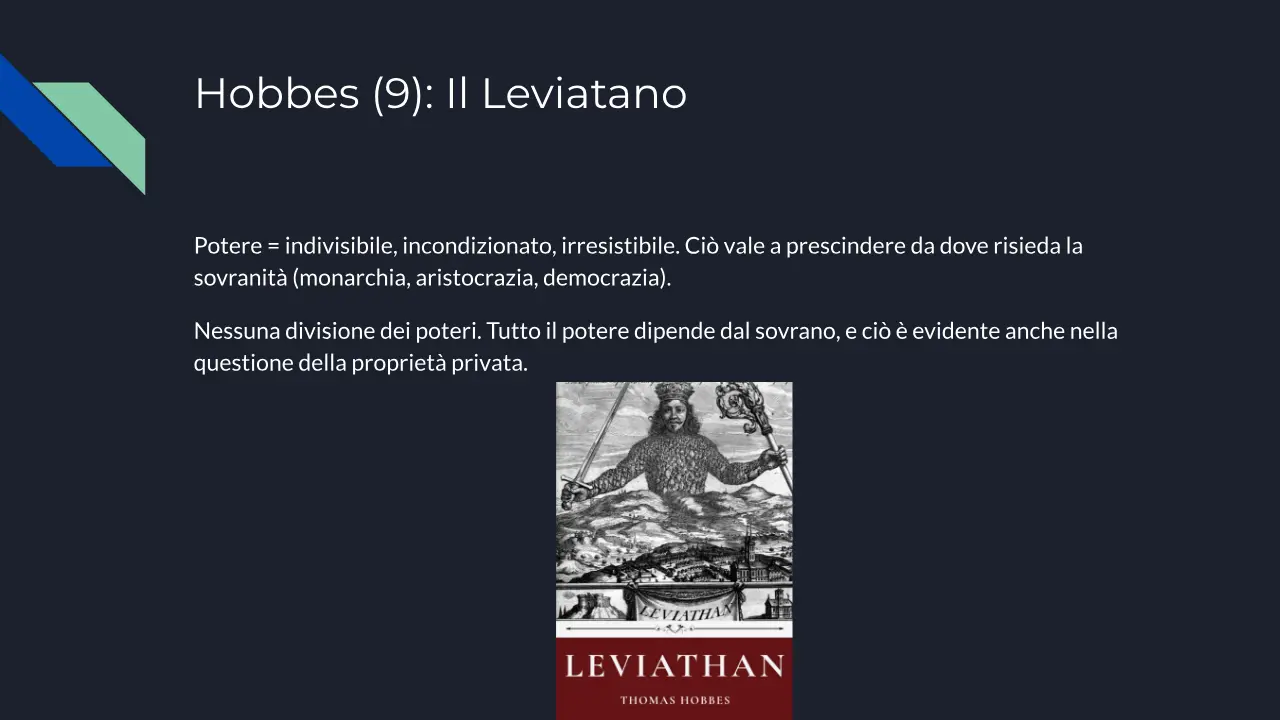 Hobbes (9): Il Leviatano
Potere = indivisibile, incondizionato, irresistibile. Ciò vale a prescindere da dove risieda la
sovranità (monarchia, aristocrazia, democrazia).
Nessuna divisione dei poteri. Tutto il potere dipende dal sovrano, e ciò è evidente anche nella
questione della proprietà privata.
LEVIATHAN
LEVIATHAN
THOMAS HOBBES